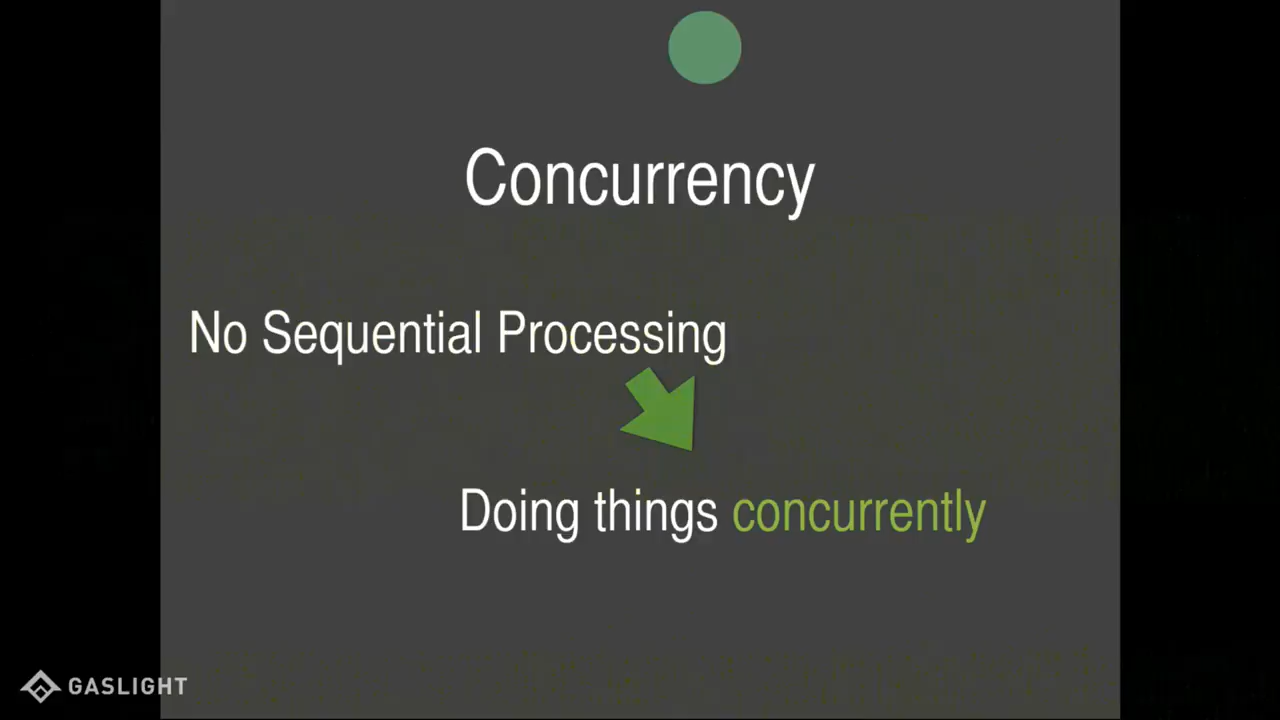 Concurrency
No Sequential Processing
Doing things concurrently
GASLIGHT